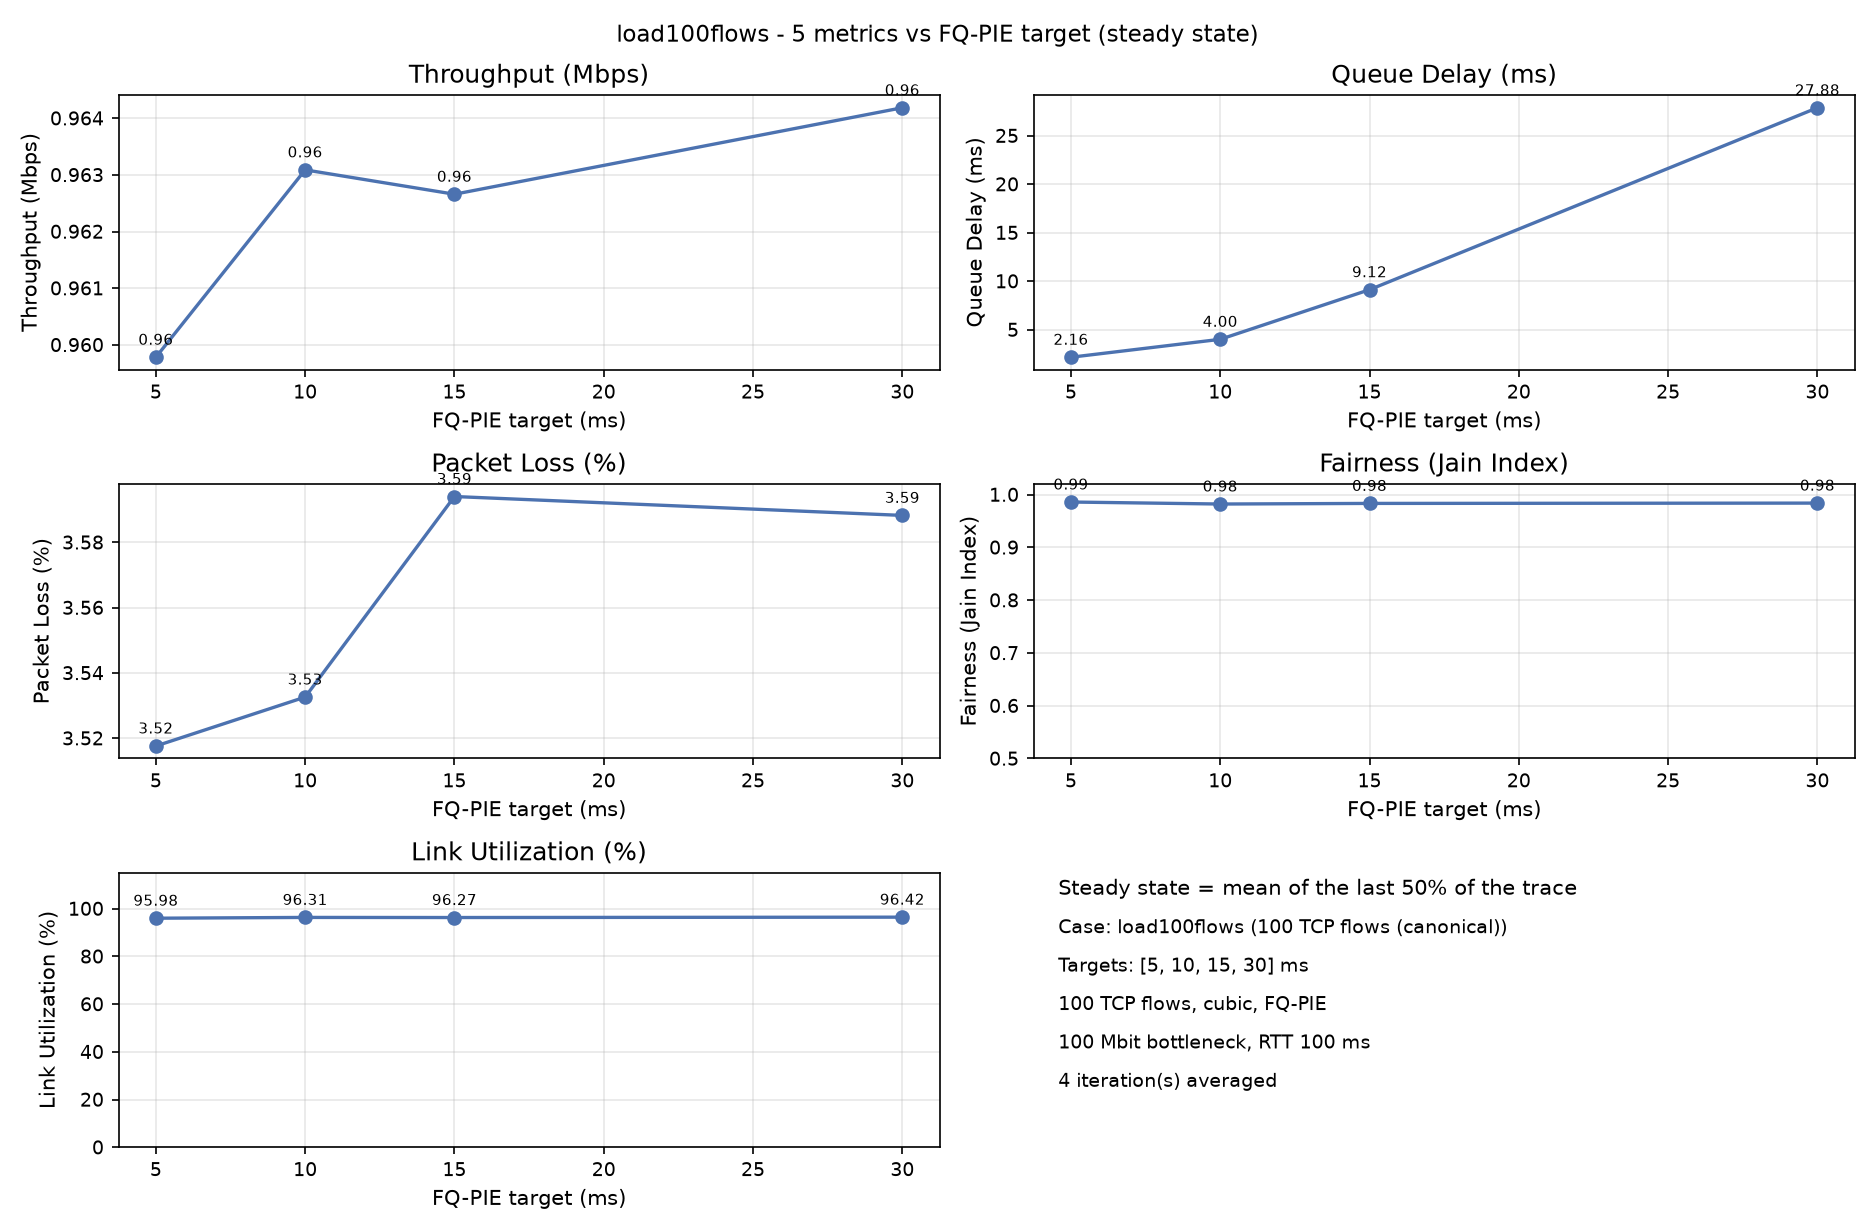 load100flows - 5 metrics vs FQ-PIE target (steady state)
Throughput (Mbps)
Throughput (Mbps)
0.964
0.963
0.962
0.961
0.960
0.96
0.96
0.96
0.96
5 10 15 20 25 30
FQ-PIE target (ms)
Queue Delay (ms)
Queue Delay (ms)
25
20
15
10
5
2.16
4.00
9.12
27.88
5 10 15 20 25 30
FQ-PIE target (ms)
Packet Loss (%)
Packet Loss (%)
3.58
3.56
3.54
3.52
3.52
3.53
3.59
3.59
5 10 15 20 25 30
FQ-PIE target (ms)
Fairness (Jain Index)
Fairness (Jain Index)
1.0
0.9
0.8
0.7
0.6
0.5
0.99
0.98
0.98
0.98
5 10 15 20 25 30
FQ-PIE target (ms)
Link Utilization (%)
Link Utilization (%)
100
80
60
40
20
0
95.98
96.31
96.27
96.42
5 10 15 20 25 30
FQ-PIE target (ms)
Steady state = mean of the last 50% of the trace
Case: load100flows (100 TCP flows (canonical))
Targets: [5, 10, 15, 30] ms
100 TCP flows, cubic, FQ-PIE
100 Mbit bottleneck, RTT 100 ms
4 iteration(s) averaged